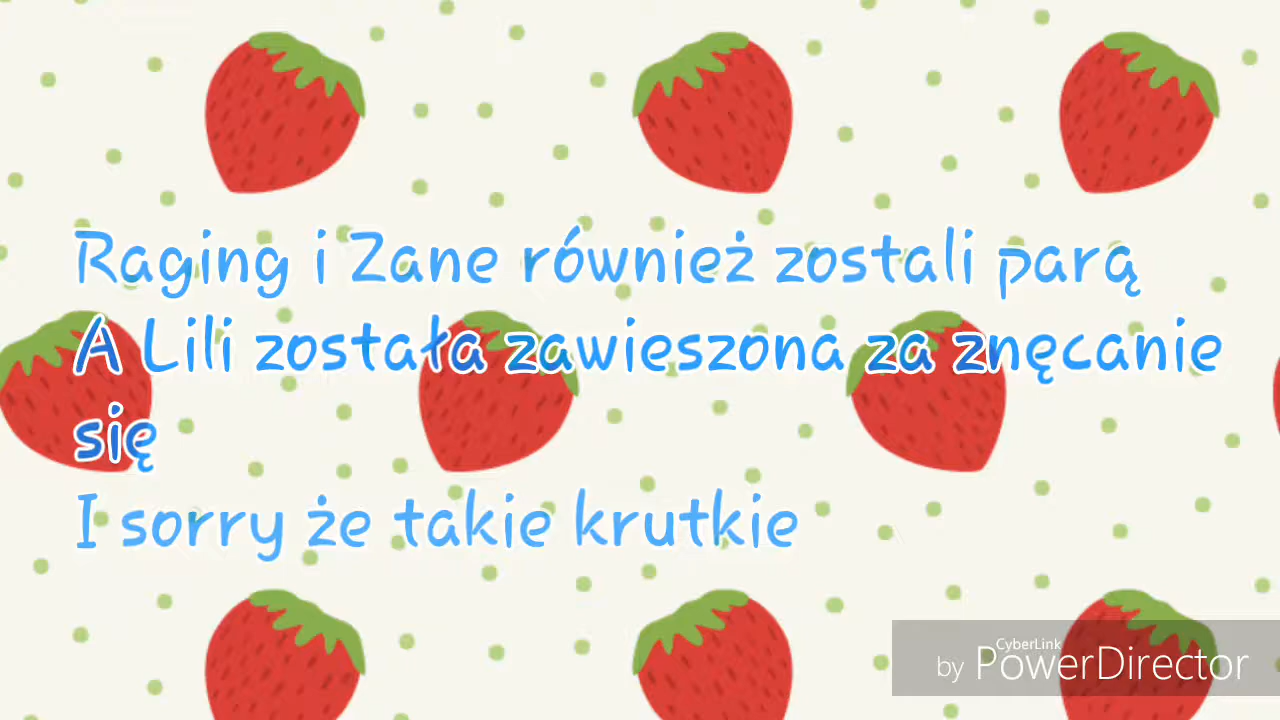 Raging i Zane również zostali parą
A Lili została zawieszona za znęcanie
się
I sorry że takie krutkie
CyberLink
by PowerDirector